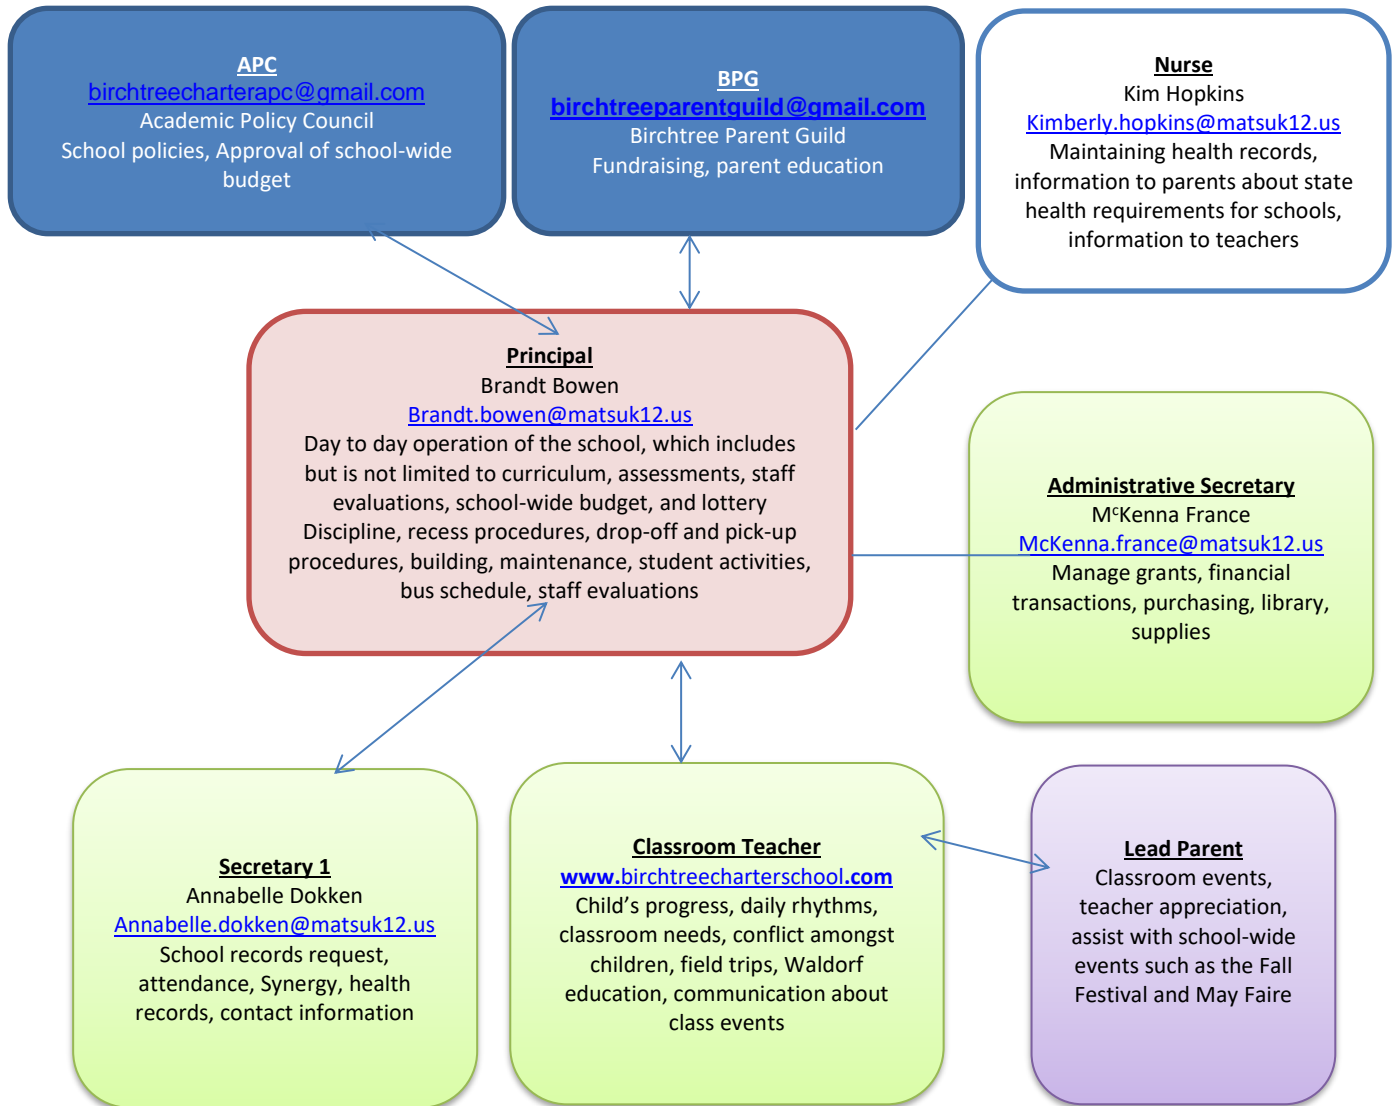 APC
birchtreecharterapc@gmail.com
Academic Policy Council
School policies, Approval of school-wide
budget
BPG
birchtreeparentguild@gmail.com
Birchtree Parent Guild
Fundraising, parent education
Nurse
Kim Hopkins
Kimberly.hopkins@matsuk12.us
Maintaining health records,
information to parents about state
health requirements for schools,
information to teachers
Principal
Brandt Bowen
Brandt.bowen@matsuk12.us
Day to day operation of the school, which includes
but is not limited to curriculum, assessments, staff
evaluations, school-wide budget, and lottery
Discipline, recess procedures, drop-off and pick-up
procedures, building, maintenance, student activities,
bus schedule, staff evaluations
Administrative Secretary
MᶜKenna France
McKenna.france@matsuk12.us
Manage grants, financial
transactions, purchasing, library,
supplies
Secretary 1
Annabelle Dokken
Annabelle.dokken@matsuk12.us
School records request,
attendance, Synergy, health
records, contact information
Classroom Teacher
www.birchtreecharterschool.com
Child’s progress, daily rhythms,
classroom needs, conflict amongst
children, field trips, Waldorf
education, communication about
class events
Lead Parent
Classroom events,
teacher appreciation,
assist with school-wide
events such as the Fall
Festival and May Faire